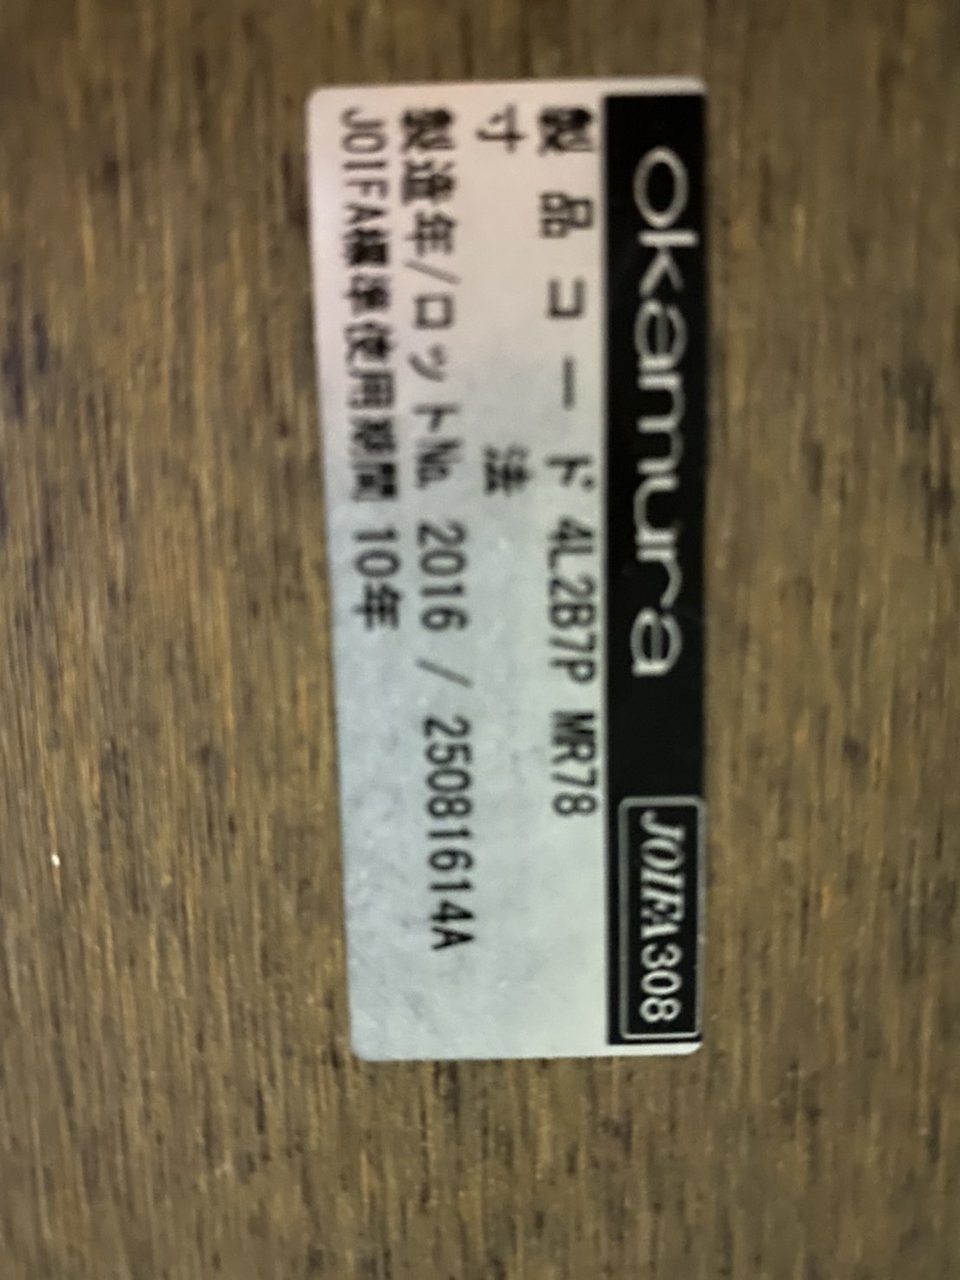 okamura JOIFA308
製品コード 4L2B7P MR78
寸法
製造年/ロット№ 2016 / 25081614A
JOIFA標準使用期間 10年